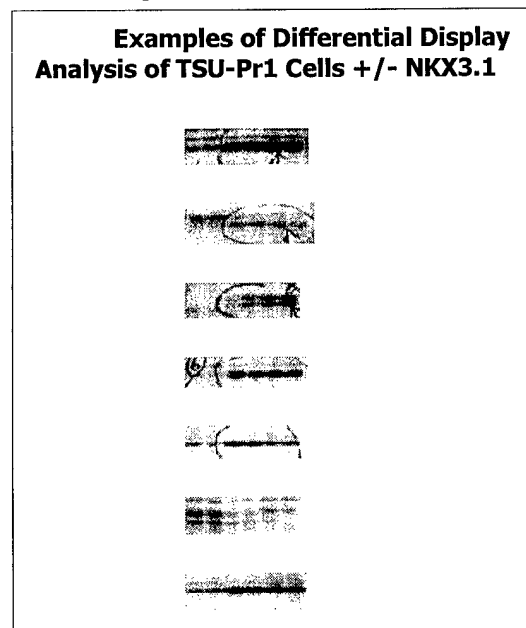 Examples of Differential Display
Analysis of TSU-Pr1 Cells +/- NKX3.1